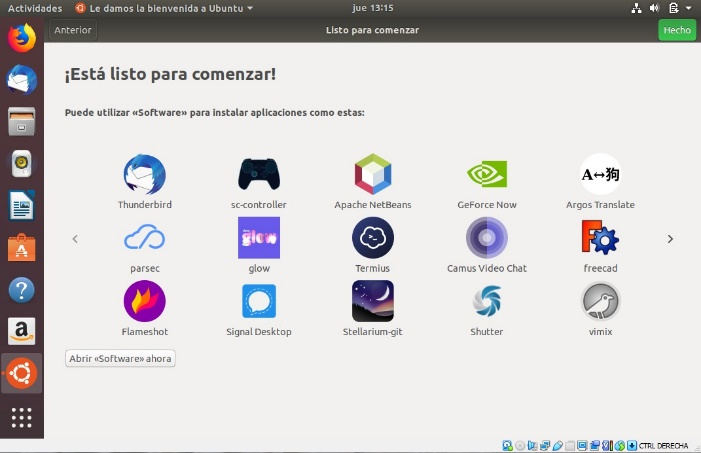 Actividades Le damos la bienvenida a Ubuntu jue 13:15
Anterior Listo para comenzar Hecho
¡Está listo para comenzar!
Puede utilizar «Software» para instalar aplicaciones como estas:
A↔狗
Thunderbird sc-controller Apache NetBeans GeForce Now Argos Translate
glow
parsec glow Termius Camus Video Chat freecad
Flameshot Signal Desktop Stellarium-git Shutter vimix
Abrir «Software» ahora
CTRL DERECHA